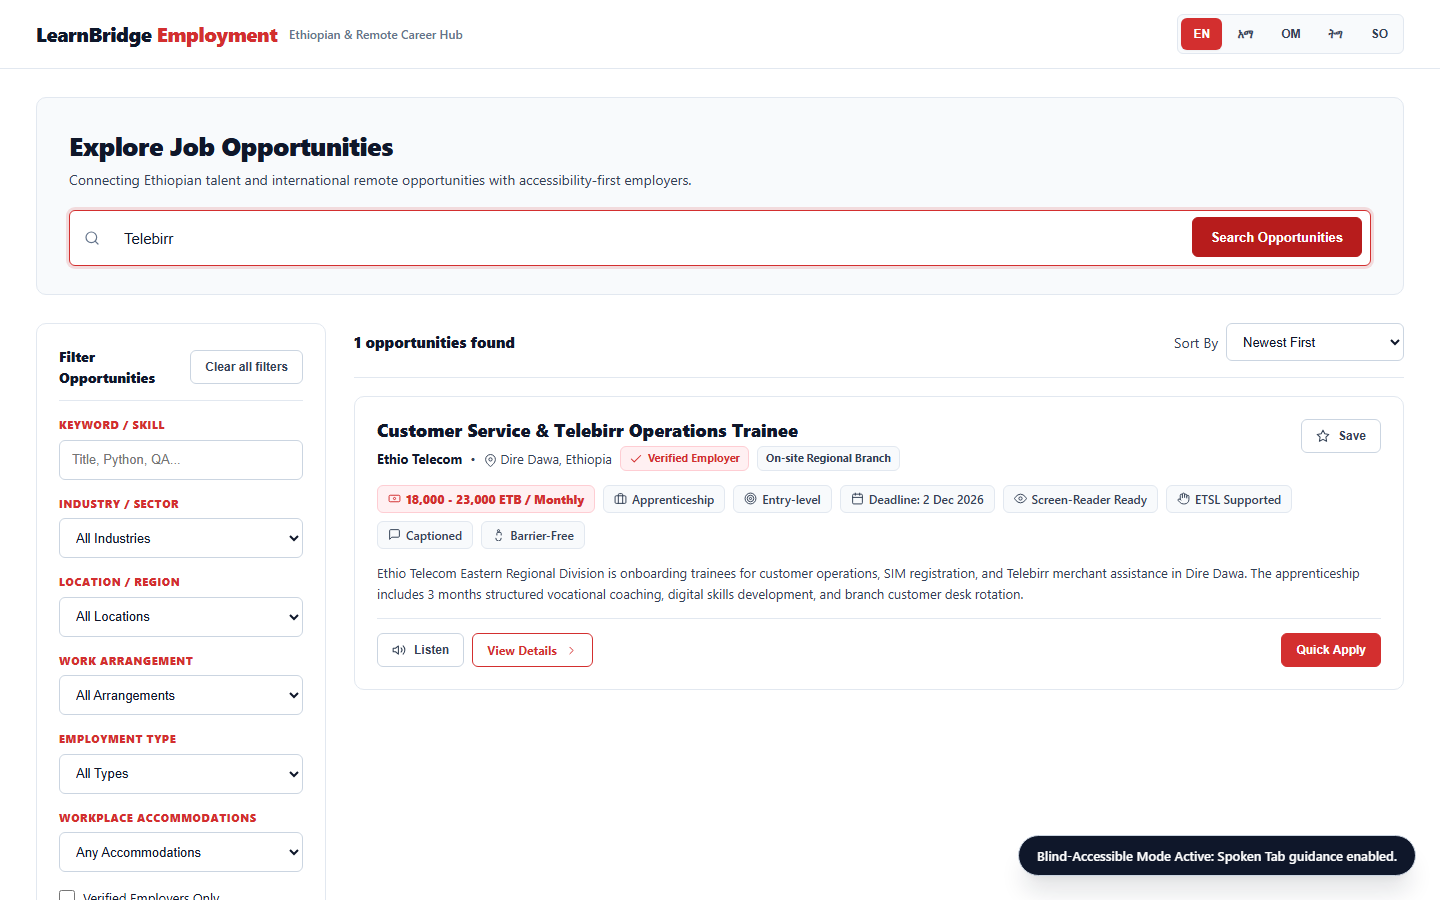 LearnBridge Employment Ethiopian & Remote Career Hub
EN አማ OM ትግ SO
Explore Job Opportunities
Connecting Ethiopian talent and international remote opportunities with accessibility-first employers.
Telebirr
Search Opportunities
Filter Opportunities
Clear all filters
KEYWORD / SKILL
Title, Python, QA...
INDUSTRY / SECTOR
All Industries
LOCATION / REGION
All Locations
WORK ARRANGEMENT
All Arrangements
EMPLOYMENT TYPE
All Types
WORKPLACE ACCOMMODATIONS
Any Accommodations
Verified Employers Only
1 opportunities found
Sort By Newest First
Customer Service & Telebirr Operations Trainee
Save
Ethio Telecom • Dire Dawa, Ethiopia Verified Employer On-site Regional Branch
18,000 - 23,000 ETB / Monthly Apprenticeship Entry-level Deadline: 2 Dec 2026 Screen-Reader Ready ETSL Supported
Captioned Barrier-Free
Ethio Telecom Eastern Regional Division is onboarding trainees for customer operations, SIM registration, and Telebirr merchant assistance in Dire Dawa. The apprenticeship
includes 3 months structured vocational coaching, digital skills development, and branch customer desk rotation.
Listen View Details Quick Apply
Blind-Accessible Mode Active: Spoken Tab guidance enabled.